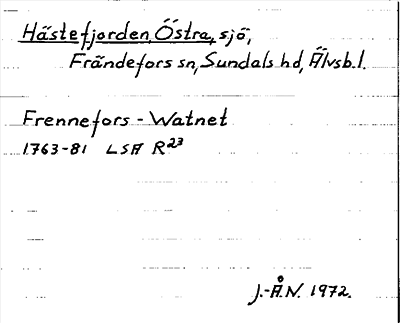 Hästefjorden, Östra, sjö,
Frändefors sn, Sundals hd, Älvsb. l.
Frennefors - Watnet
1763-81 LSA R23
J.-Å.N. 1972.